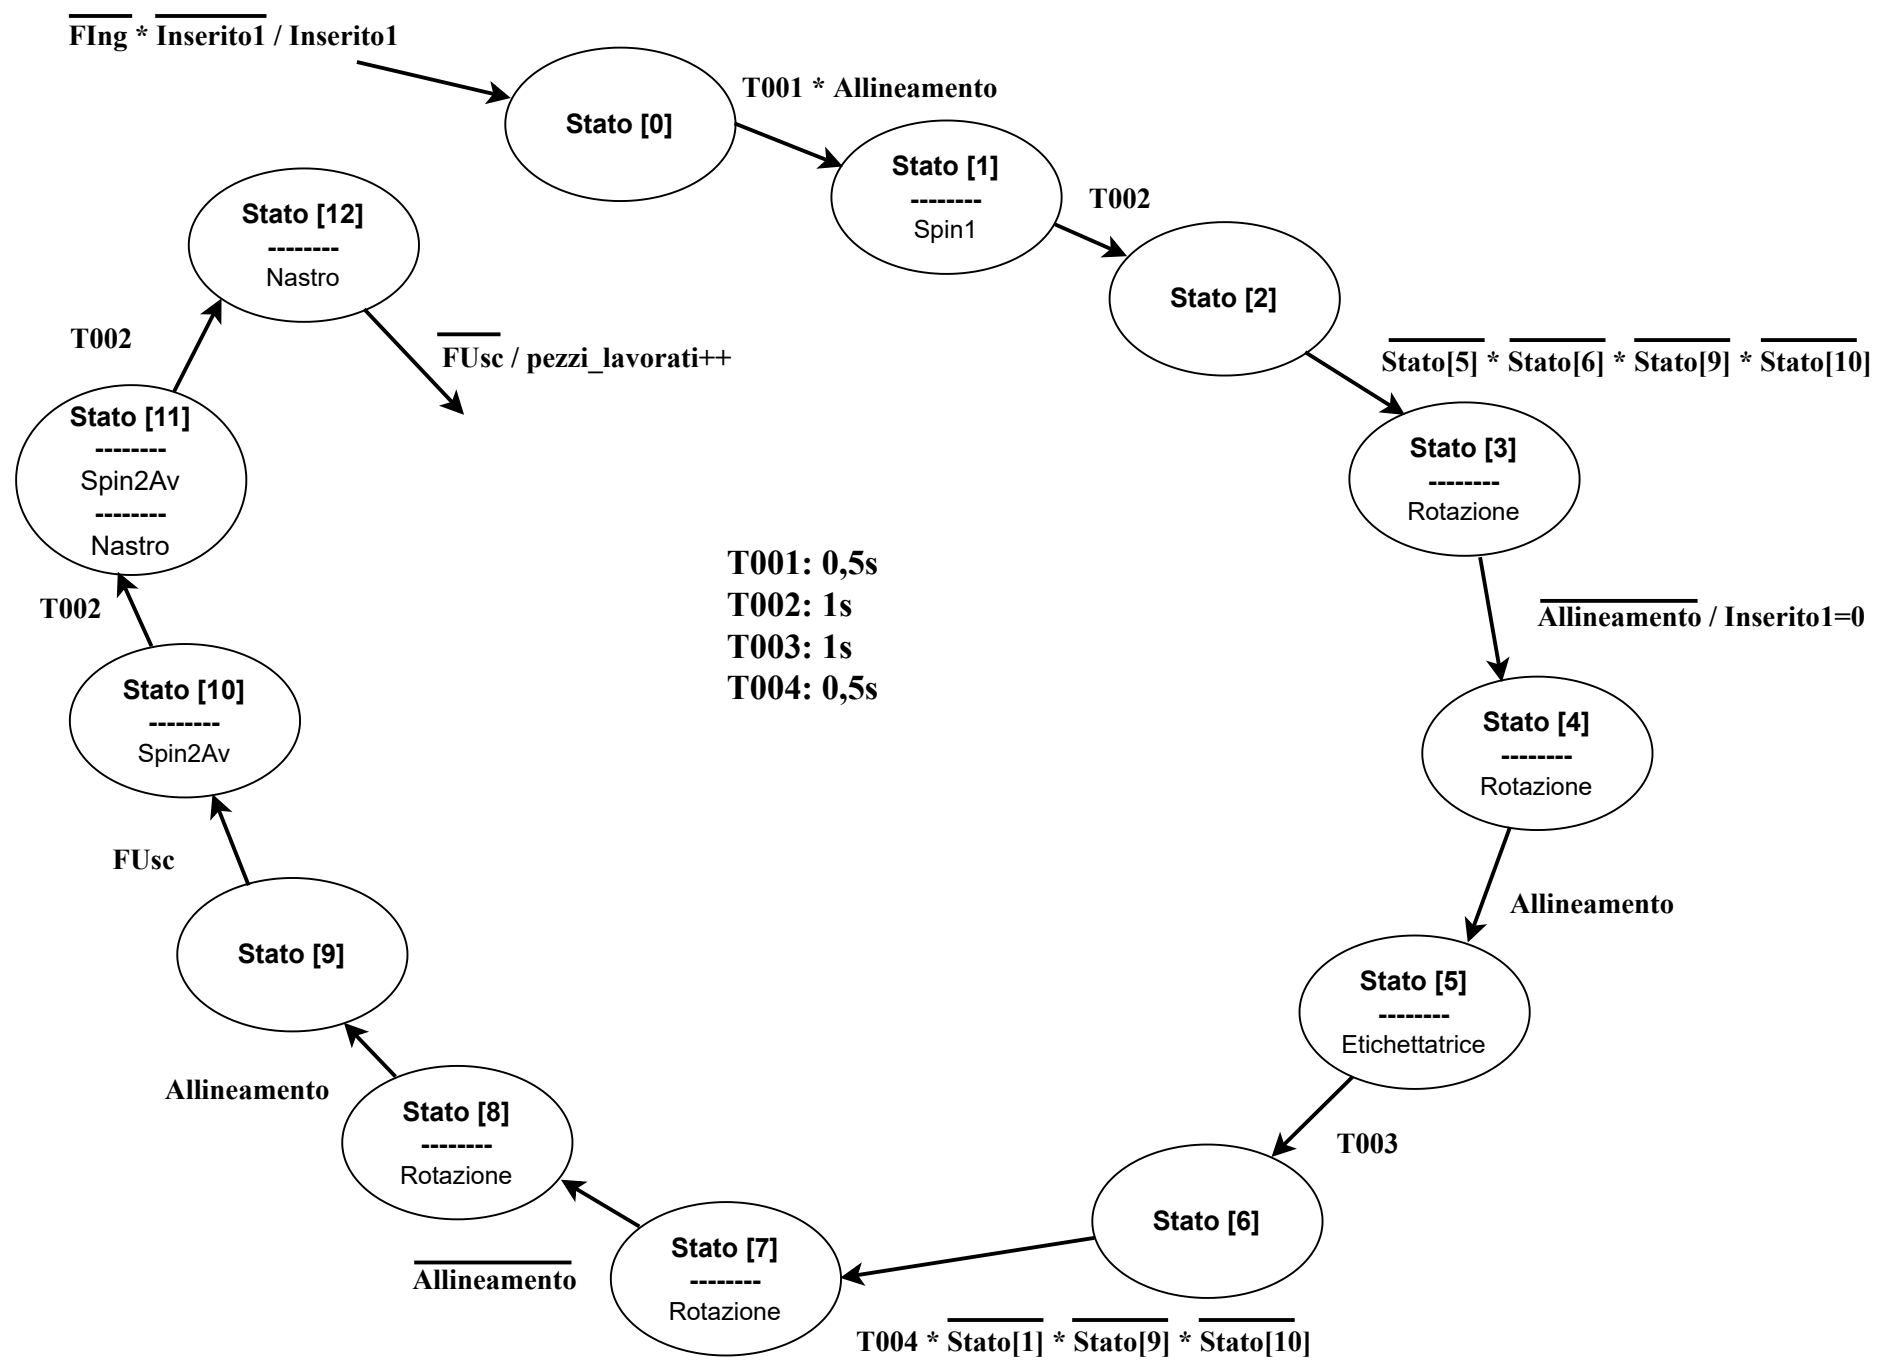 FIng * Inserito1 / Inserito1
Stato [0]
T001 * Allineamento
Stato [1]
--------
Spin1
T002
Stato [2]
Stato[5] * Stato[6] * Stato[9] * Stato[10]
Stato [3]
--------
Rotazione
Allineamento / Inserito1=0
Stato [4]
--------
Rotazione
Allineamento
Stato [5]
--------
Etichettatrice
T003
Stato [6]
T004 * Stato[1] * Stato[9] * Stato[10]
Stato [7]
--------
Rotazione
Allineamento
Stato [8]
--------
Rotazione
Allineamento
Stato [9]
FUsc
Stato [10]
--------
Spin2Av
T002
Stato [11]
--------
Spin2Av
--------
Nastro
T002
Stato [12]
--------
Nastro
FUsc / pezzi_lavorati++
T001: 0,5s
T002: 1s
T003: 1s
T004: 0,5s